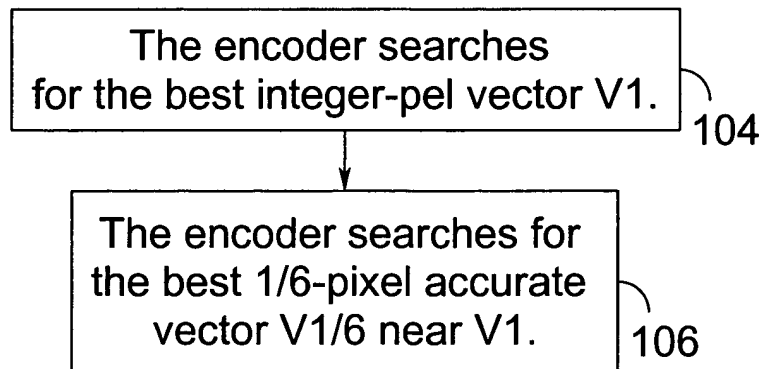 The encoder searches
for the best integer-pel vector V1.
104
The encoder searches for
the best 1/6-pixel accurate
vector V1/6 near V1.
106